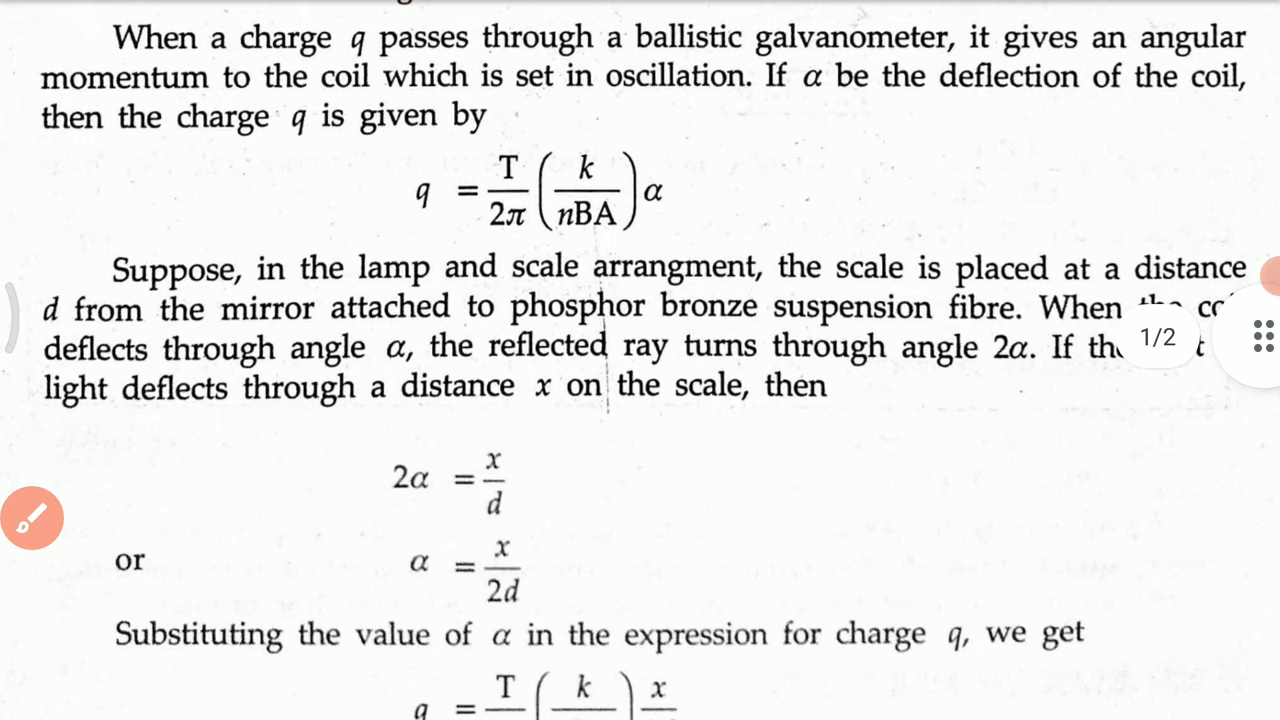 When a charge q passes through a ballistic galvanometer, it gives an angular
momentum to the coil which is set in oscillation. If α be the deflection of the coil,
then the charge q is given by
q = T/2π (k/nBA) α
Suppose, in the lamp and scale arrangment, the scale is placed at a distance
d from the mirror attached to phosphor bronze suspension fibre. When
deflects through angle α, the reflected ray turns through angle 2α. If
1/2
light deflects through a distance x on the scale, then
2α = x/d
or α = x/2d
Substituting the value of α in the expression for charge q, we get
q = T ( k ) x